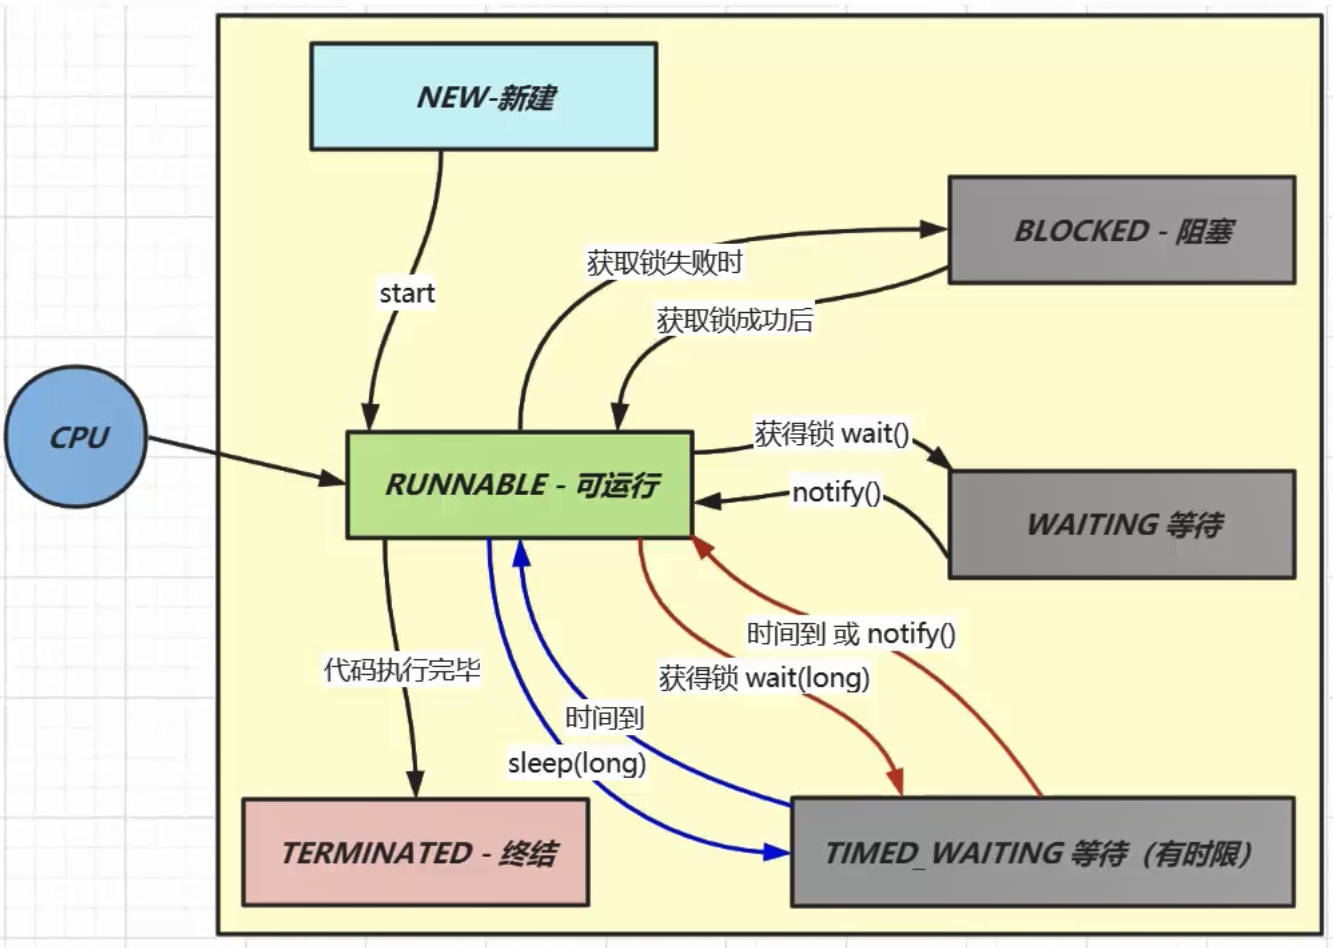 NEW-新建
BLOCKED - 阻塞
获取锁失败时
start
获取锁成功后
CPU
获得锁 wait()
RUNNABLE - 可运行
notify()
WAITING 等待
时间到 或 notify()
代码执行完毕
获得锁 wait(long)
时间到
sleep(long)
TERMINATED - 终结
TIMED_WAITING 等待（有时限）